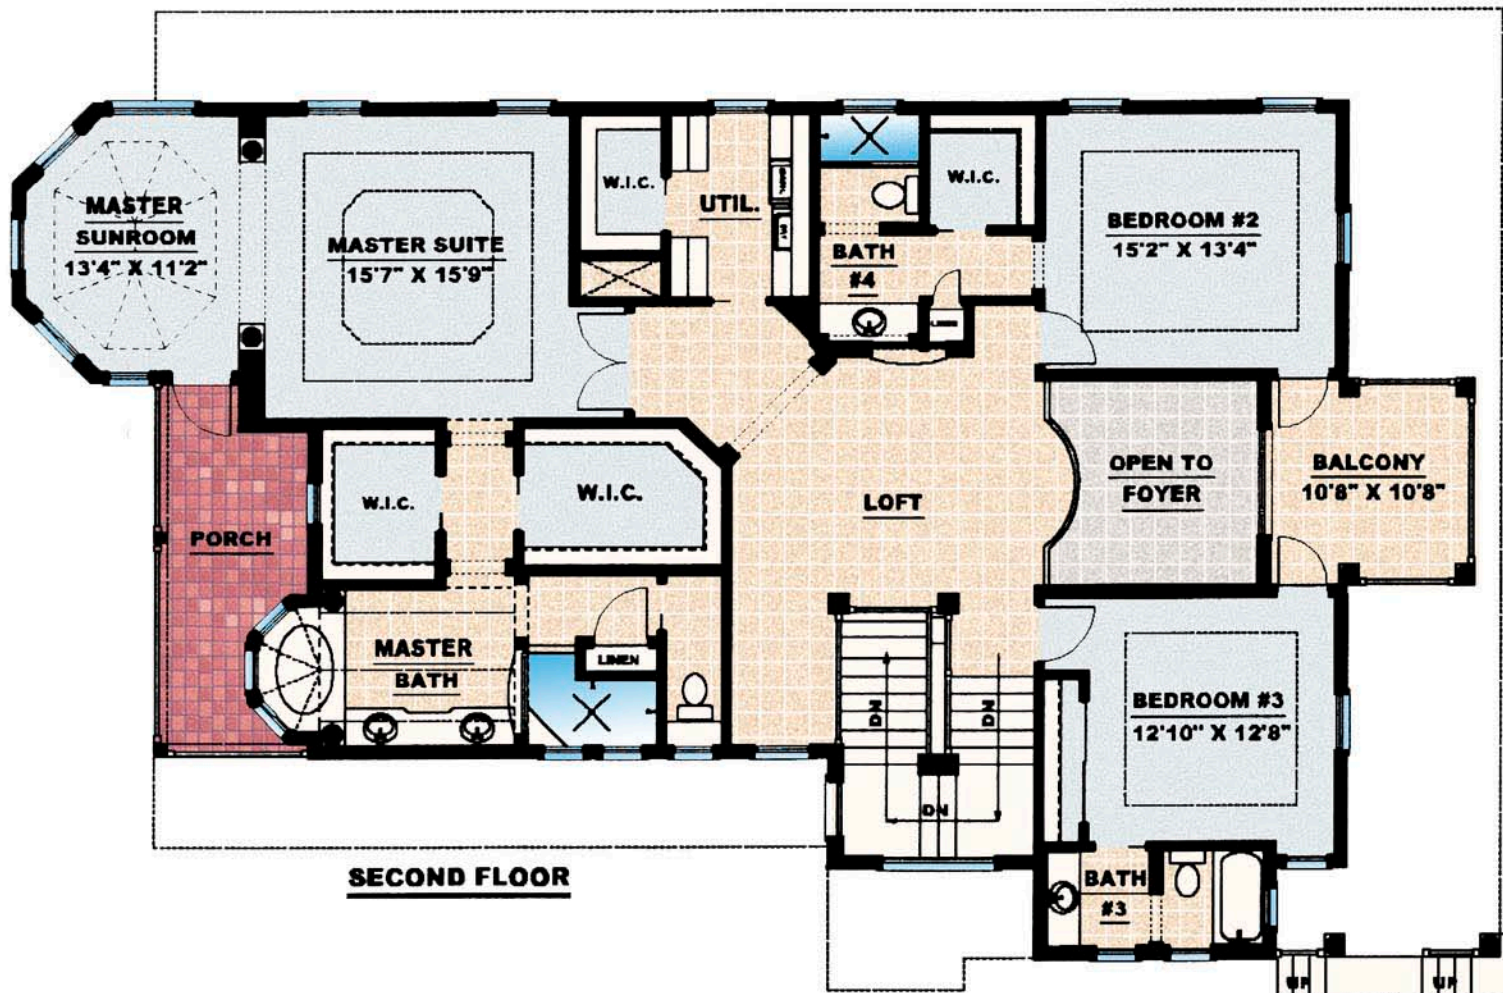 MASTER
SUNROOM
13'4" X 11'2"
MASTER SUITE
15'7" X 15'9"
W.I.C.
UTIL.
BATH
#4
W.I.C.
LINEN
BEDROOM #2
15'2" X 13'4"
PORCH
W.I.C.
W.I.C.
LOFT
OPEN TO
FOYER
BALCONY
10'8" X 10'8"
MASTER
BATH
LINEN
DN
DN
DN
BEDROOM #3
12'10" X 12'8"
BATH
#3
SECOND FLOOR
UP
UP